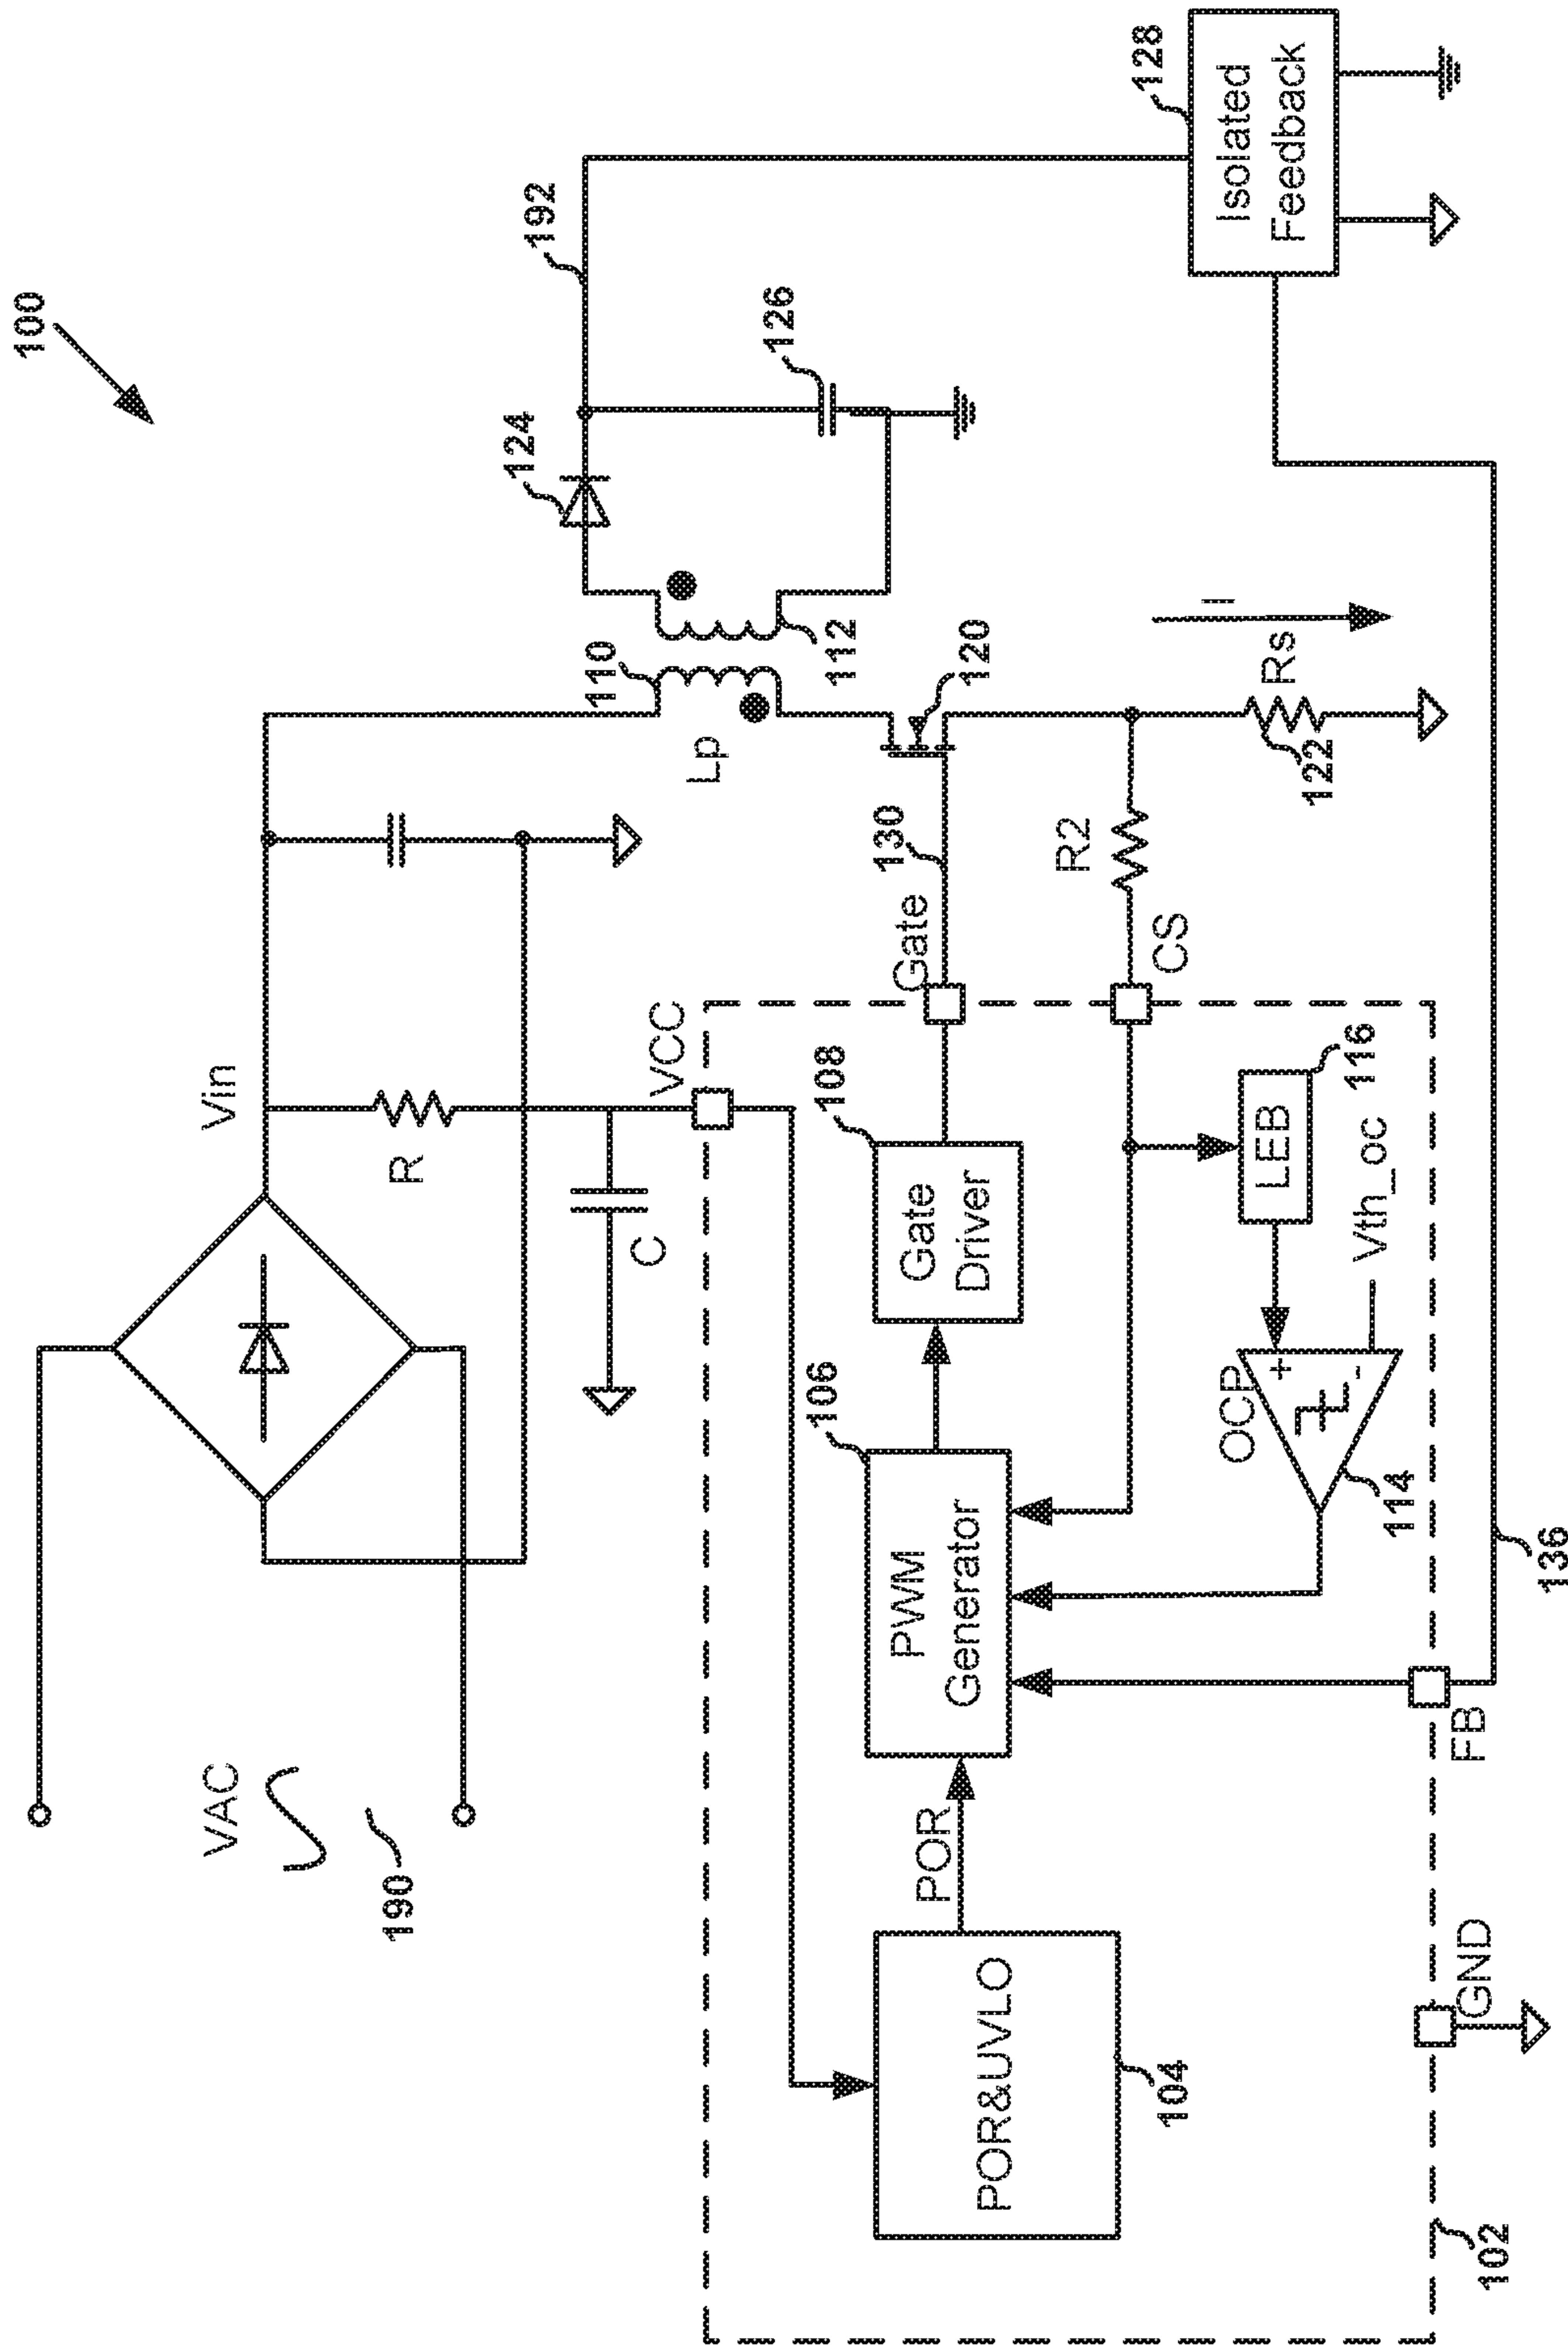 100
VAC
190
Vin
R
C
VCC
Lp
110
112
124
192
126
128
Isolated
Feedback
120
130
Gate
R2
CS
Rs
122
I
102
104
POR&UVLO
POR
106
PWM
Generator
108
Gate
Driver
116
LEB
Vth_oc
OCP
+
-
114
FB
136
GND